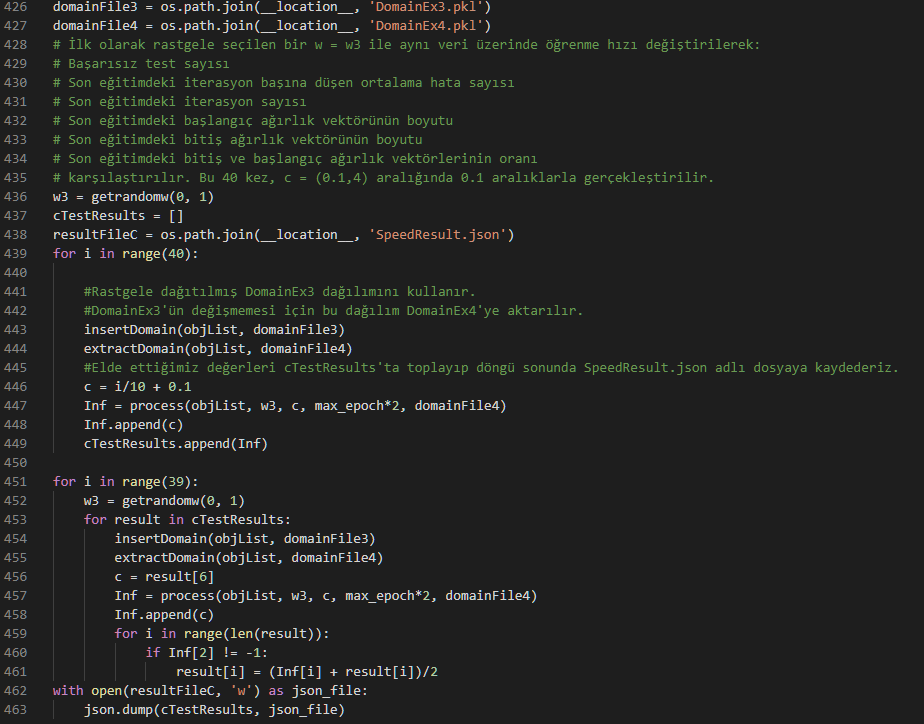 426 domainFile3 = os.path.join(__location__, 'DomainEx3.pkl')
427 domainFile4 = os.path.join(__location__, 'DomainEx4.pkl')
428 # İlk olarak rastgele seçilen bir w = w3 ile aynı veri üzerinde öğrenme hızı değiştirilerek:
429 # Başarısız test sayısı
430 # Son eğitimdeki iterasyon başına düşen ortalama hata sayısı
431 # Son eğitimdeki iterasyon sayısı
432 # Son eğitimdeki başlangıç ağırlık vektörünün boyutu
433 # Son eğitimdeki bitiş ağırlık vektörünün boyutu
434 # Son eğitimdeki bitiş ve başlangıç ağırlık vektörlerinin oranı
435 # karşılaştırılır. Bu 40 kez, c = (0.1,4) aralığında 0.1 aralıklarla gerçekleştirilir.
436 w3 = getrandomw(0, 1)
437 cTestResults = []
438 resultFileC = os.path.join(__location__, 'SpeedResult.json')
439 for i in range(40):
440
441     #Rastgele dağıtılmış DomainEx3 dağılımını kullanır.
442     #DomainEx3'ün değişmemesi için bu dağılım DomainEx4'ye aktarılır.
443     insertDomain(objList, domainFile3)
444     extractDomain(objList, domainFile4)
445     #Elde ettiğimiz değerleri cTestResults'ta toplayıp döngü sonunda SpeedResult.json adlı dosyaya kaydederiz.
446     c = i/10 + 0.1
447     Inf = process(objList, w3, c, max_epoch*2, domainFile4)
448     Inf.append(c)
449     cTestResults.append(Inf)
450
451 for i in range(39):
452     w3 = getrandomw(0, 1)
453     for result in cTestResults:
454         insertDomain(objList, domainFile3)
455         extractDomain(objList, domainFile4)
456         c = result[6]
457         Inf = process(objList, w3, c, max_epoch*2, domainFile4)
458         Inf.append(c)
459         for i in range(len(result)):
460             if Inf[2] != -1:
461                 result[i] = (Inf[i] + result[i])/2
462 with open(resultFileC, 'w') as json_file:
463     json.dump(cTestResults, json_file)